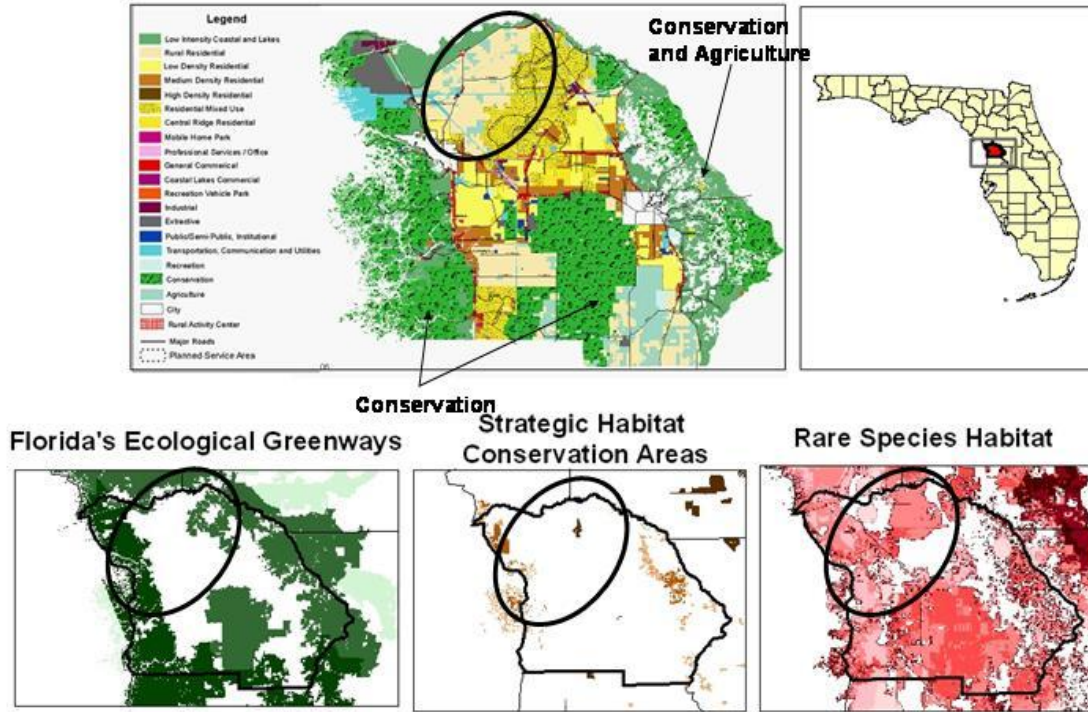 Legend
Low Intensity Coastal and Lakes
Rural Residential
Low Density Residential
Medium Density Residential
High Density Residential
Residential Mixed Use
Central Ridge Residential
Mobile Home Park
Professional Services / Office
General Commerical
Coastal Lakes Commercial
Recreation Vehicle Park
Industrial
Extractive
Public/Semi-Public, Institutional
Transportation, Communication and Utilities
Recreation
Conservation
Agriculture
City
Rural Activity Center
Major Roads
Planned Service Area
Conservation
and Agriculture
Conservation
Florida's Ecological Greenways
Strategic Habitat
Conservation Areas
Rare Species Habitat